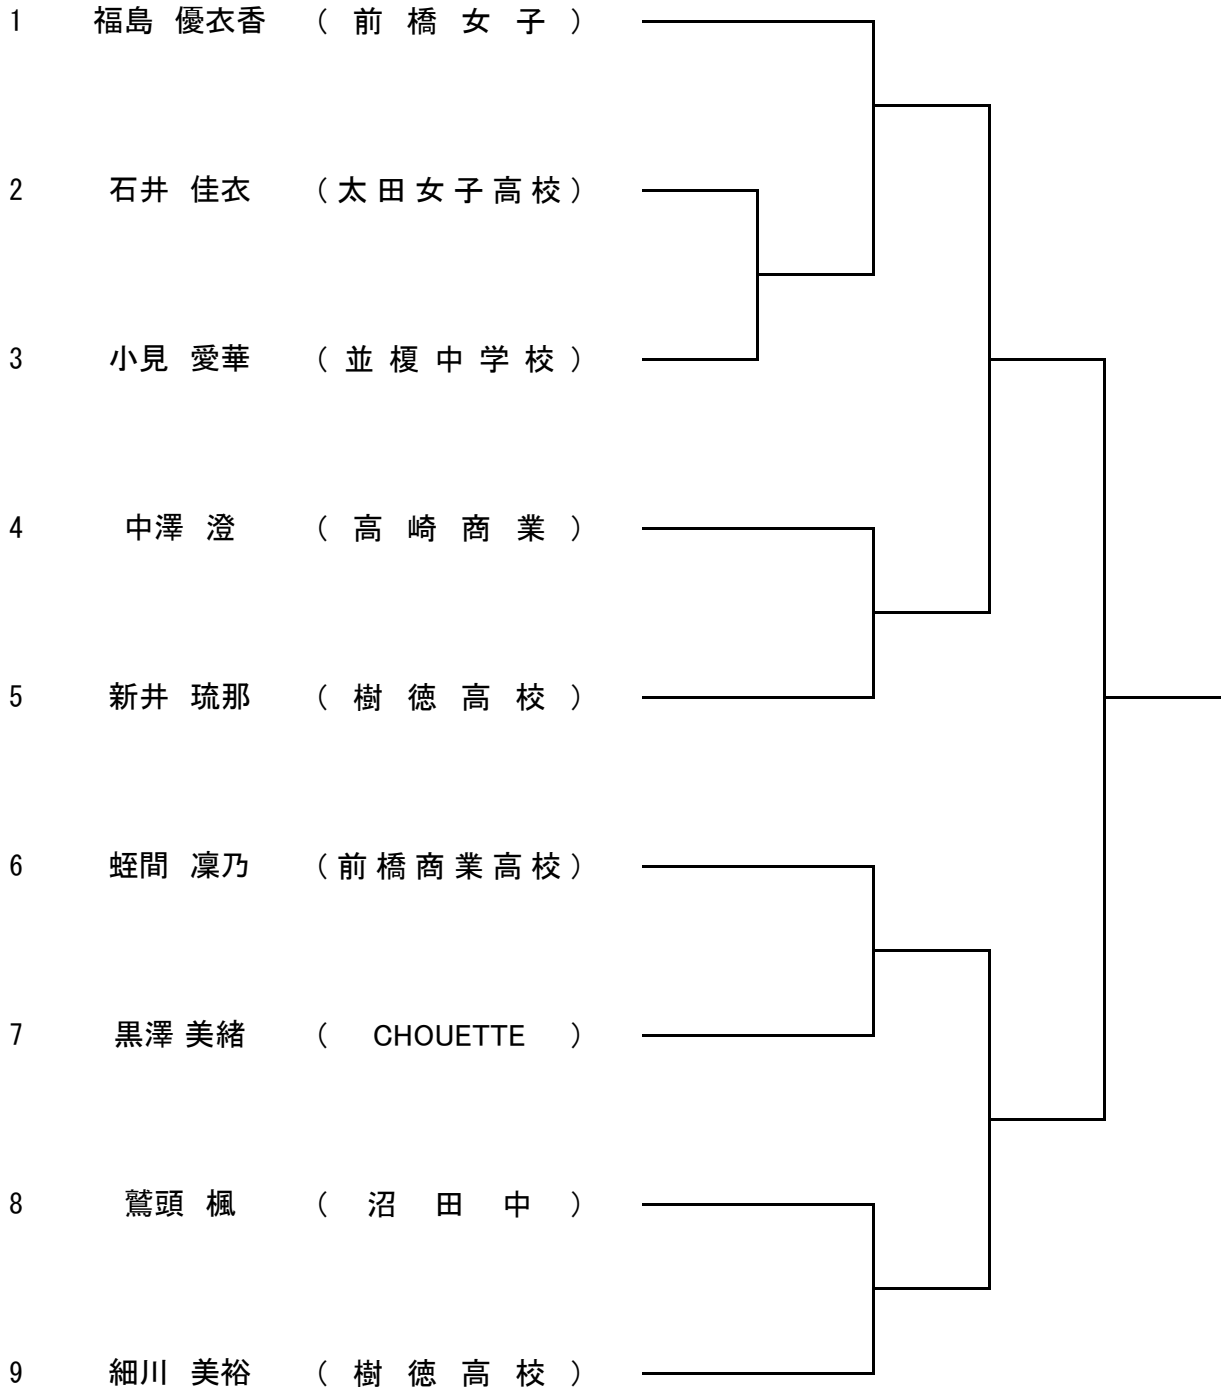 1 福島 優衣香 ( 前 橋 女 子 )
2 石井 佳衣 ( 太 田 女 子 高 校 )
3 小見 愛華 ( 並 榎 中 学 校 )
4 中澤 澄 ( 高 崎 商 業 )
5 新井 琉那 ( 樹 徳 高 校 )
6 蛭間 凜乃 ( 前 橋 商 業 高 校 )
7 黒澤 美緒 ( CHOUETTE )
8 鷲頭 楓 ( 沼 田 中 )
9 細川 美裕 ( 樹 徳 高 校 )